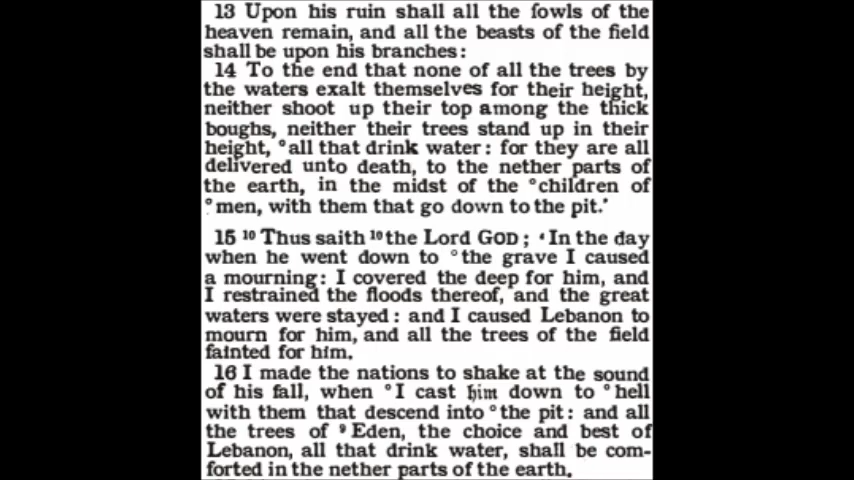 13 Upon his ruin shall all the fowls of the
heaven remain, and all the beasts of the field
shall be upon his branches:
14 To the end that none of all the trees by
the waters exalt themselves for their height,
neither shoot up their top among the thick
boughs, neither their trees stand up in their
height, °all that drink water: for they are all
delivered unto death, to the nether parts of
the earth, in the midst of the °children of
°men, with them that go down to the pit.'
15 ¹⁰ Thus saith ¹⁰the Lord GOD; ‘In the day
when he went down to °the grave I caused
a mourning: I covered the deep for him, and
I restrained the floods thereof, and the great
waters were stayed: and I caused Lebanon to
mourn for him, and all the trees of the field
fainted for him.
16 I made the nations to shake at the sound
of his fall, when °I cast him down to °hell
with them that descend into °the pit: and all
the trees of ⁹ Eden, the choice and best of
Lebanon, all that drink water, shall be com-
forted in the nether parts of the earth.